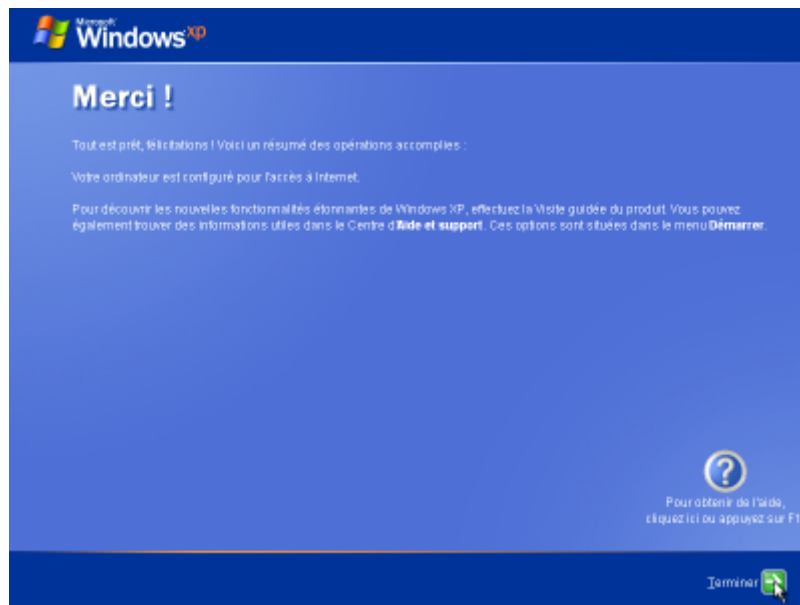 Microsoft
Windows xp
Merci !
Tout est prêt, félicitations ! Voici un résumé des opérations accomplies :
Votre ordinateur est configuré pour l'accès à Internet.
Pour découvrir les nouvelles fonctionnalités étonnantes de Windows XP, effectuez la Visite guidée du produit. Vous pouvez
également trouver des informations utiles dans le Centre d'Aide et support. Ces options sont situées dans le menu Démarrer.
Pour obtenir de l'aide,
cliquez ici ou appuyez sur F1
Terminer